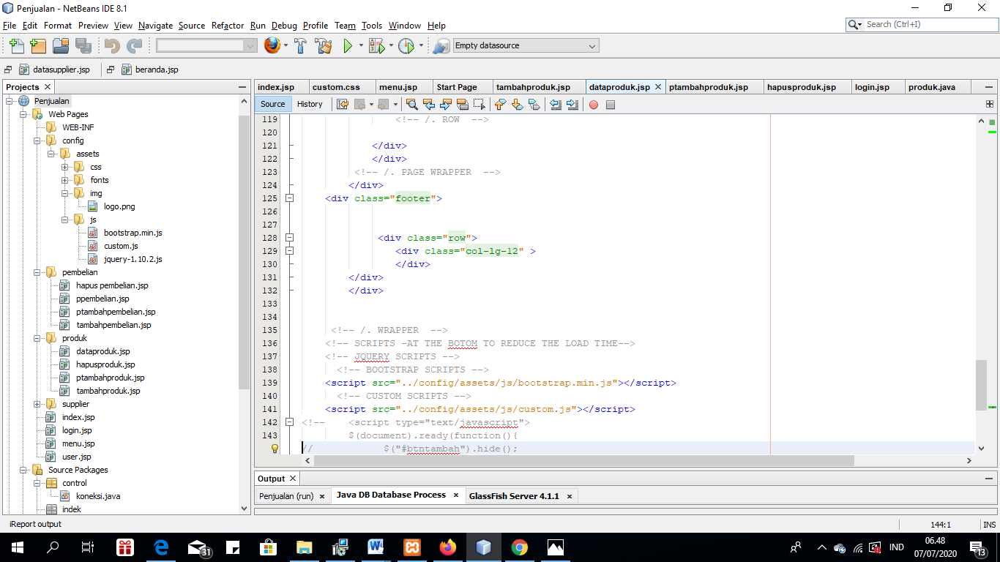 Penjualan - NetBeans IDE 8.1
File Edit Format Preview View Navigate Source Refactor Run Debug Profile Team Tools Window Help
Search (Ctrl+I)
Empty datasource
datasupplier.jsp
beranda.jsp
Projects
Penjualan
Web Pages
WEB-INF
config
assets
css
fonts
img
logo.png
js
bootstrap.min.js
custom.js
jquery-1.10.2.js
pembelian
hapus pembelian.jsp
ppembelian.jsp
ptambahpembelian.jsp
tambahpembelian.jsp
produk
dataproduk.jsp
hapusproduk.jsp
ptambahproduk.jsp
tambahproduk.jsp
supplier
index.jsp
login.jsp
menu.jsp
user.jsp
Source Packages
control
koneksi.java
indek
index.jsp custom.css menu.jsp Start Page tambahproduk.jsp dataproduk.jsp ptambahproduk.jsp hapusproduk.jsp login.jsp produk.java
Source History
119 <!-- /. ROW -->
120
121 </div>
122 </div>
123 <!-- /. PAGE WRAPPER -->
124 </div>
125 <div class="footer">
126
127
128 <div class="row">
129 <div class="col-lg-12" >
130 </div>
131 </div>
132 </div>
133
134
135 <!-- /. WRAPPER -->
136 <!-- SCRIPTS -AT THE BOTOM TO REDUCE THE LOAD TIME-->
137 <!-- JQUERY SCRIPTS -->
138 <!-- BOOTSTRAP SCRIPTS -->
139 <script src="../config/assets/js/bootstrap.min.js"></script>
140 <!-- CUSTOM SCRIPTS -->
141 <script src="../config/assets/js/custom.js"></script>
142 <!-- <script type="text/javascript">
143 $(document).ready(function(){
// $("#btntambah").hide();
Output
Penjualan (run) Java DB Database Process GlassFish Server 4.1.1
iReport output
144:1
INS
31
IND
06.48
07/07/2020
13